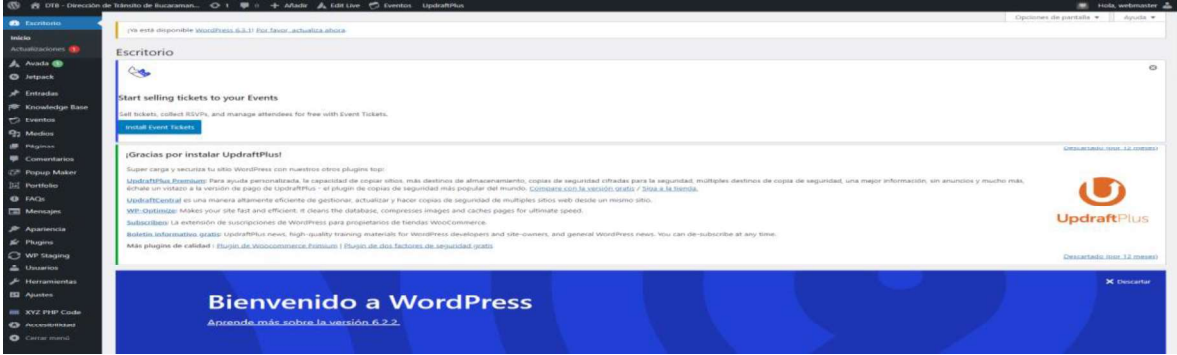 DTB - Dirección de Tránsito de Bucaraman... 1 0 Añadir Edit Live Eventos UpdraftPlus Hola, webmaster
Opciones de pantalla Ayuda
Escritorio
Inicio
Actualizaciones 1
Avada 1
Jetpack
Entradas
Knowledge Base
Eventos
Medios
Páginas
Comentarios
Popup Maker
Portfolio
FAQs
Mensajes
Apariencia
Plugins
WP Staging
Usuarios
Herramientas
Ajustes
XYZ PHP Code
Accesibilidad
Cerrar menú
¡Ya está disponible WordPress 6.5.1! Por favor, actualiza ahora.
Escritorio
Start selling tickets to your Events
Sell tickets, collect RSVPs, and manage attendees for free with Event Tickets.
Install Event Tickets
¡Gracias por instalar UpdraftPlus!
Descartado (por 12 meses)
Super carga y securiza tu sitio WordPress con nuestros otros plugins top:
UpdraftPlus Premium: Para ayuda personalizada, la capacidad de copiar sitios, más destinos de almacenamiento, copias de seguridad cifradas para la seguridad, múltiples destinos de copia de seguridad, una mejor información, sin anuncios y mucho más,
échale un vistazo a la versión de pago de UpdraftPlus - el plugin de copias de seguridad más popular del mundo. Compare con la versión gratis / Siga a la tienda.
UpdraftCentral es una manera altamente eficiente de gestionar, actualizar y hacer copias de seguridad de multiples sitios web desde un mismo sitio.
WP-Optimize: Makes your site fast and efficient. It cleans the database, compresses images and caches pages for ultimate speed.
Subscriben: La extensión de suscripciones de WordPress para propietarios de tiendas WooCommerce.
Boletín informativo gratis: UpdraftPlus news, high-quality training materials for WordPress developers and site-owners, and general WordPress news. You can de-subscribe at any time.
Más plugins de calidad : Plugin de Woocommerce Premium | Plugin de dos factores de seguridad gratis
UpdraftPlus
Descartado (por 12 meses)
Bienvenido a WordPress
Descartar
Aprende más sobre la versión 6.2.2.